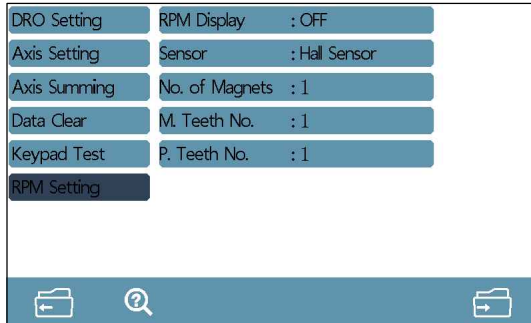 DRO Setting
RPM Display : OFF
Axis Setting
Sensor : Hall Sensor
Axis Summing
No. of Magnets : 1
Data Clear
M. Teeth No. : 1
Keypad Test
P. Teeth No. : 1
RPM Setting